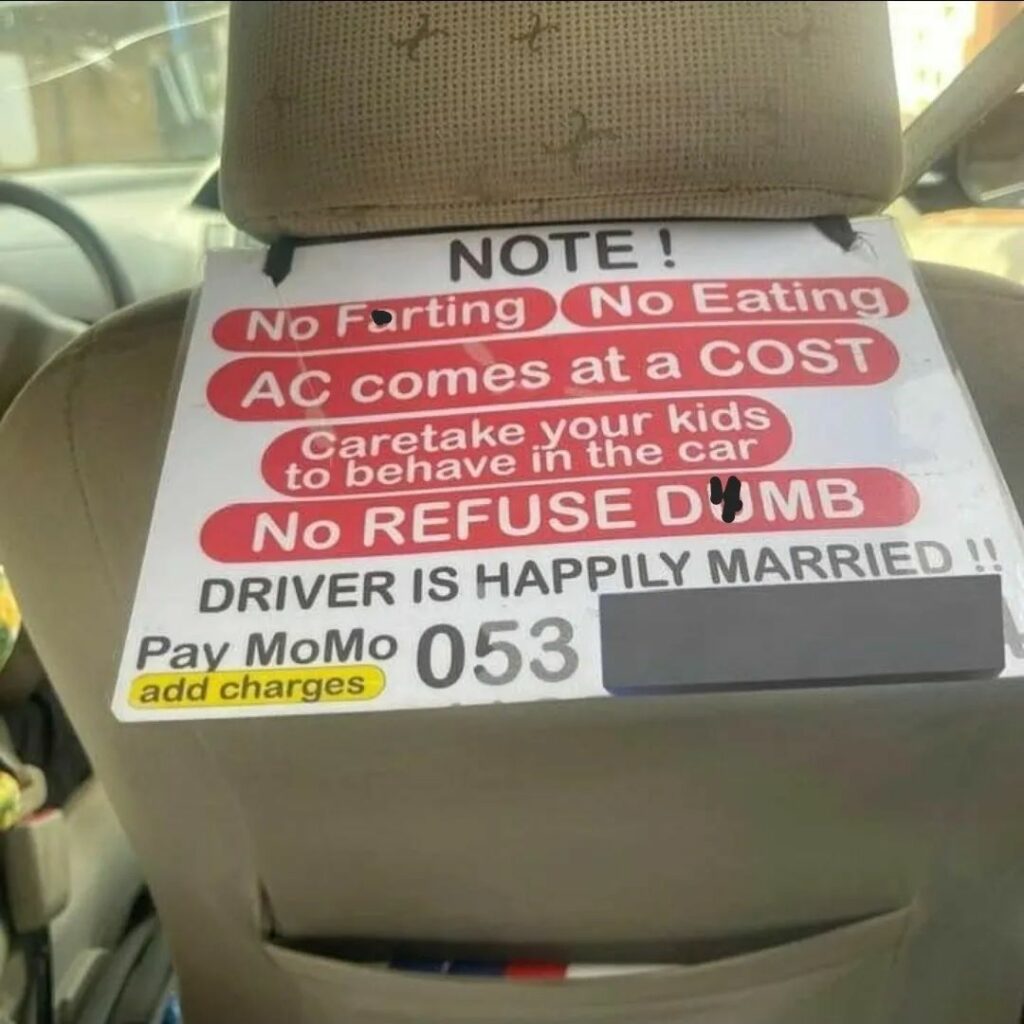 NOTE !
No Farting No Eating
AC comes at a COST
Caretake your kids
to behave in the car
No REFUSE DUMB
DRIVER IS HAPPILY MARRIED !!
Pay MoMo 053
add charges